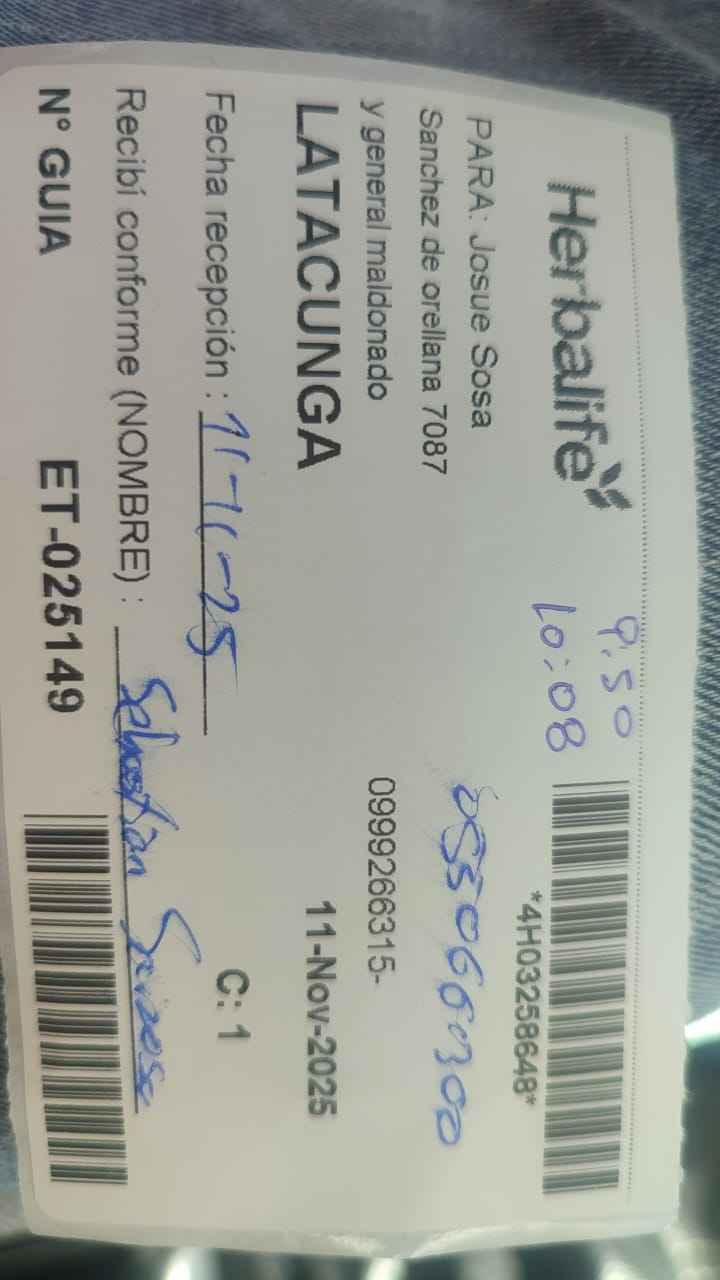 9:50
Herbalife
10:08
*4H03258648*
PARA: Josue Sosa
Sanchez de orellana 7087
y general maldonado
0999266315-
LATACUNGA
11-Nov-2025
Fecha recepción : 11-11-25
C: 1
Recibí conforme (NOMBRE) : Sebastian
N° GUIA
ET-025149